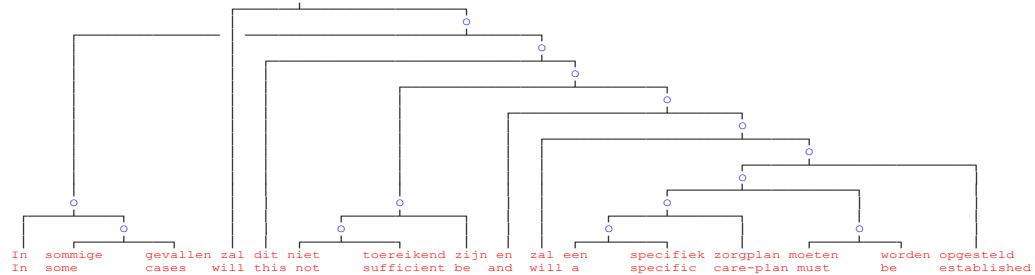 In sommige gevallen zal dit niet toereikend zijn en zal een specifiek zorgplan moeten worden opgesteld
In some cases will this not sufficient be and will a specific care-plan must be established